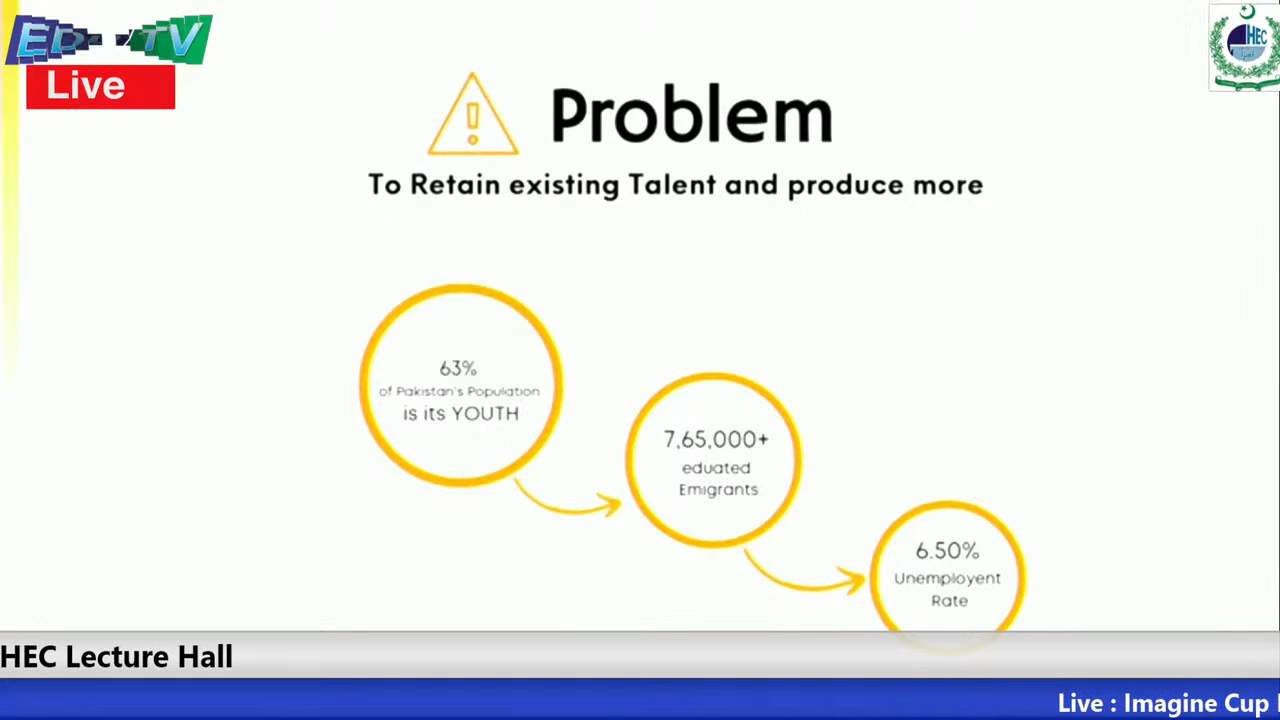 Live
HEC
Problem
To Retain existing Talent and produce more
63%
of Pakistan's Population
is its YOUTH
7,65,000+
eduated
Emigrants
6.50%
Unemployent
Rate
HEC Lecture Hall
Live : Imagine Cup